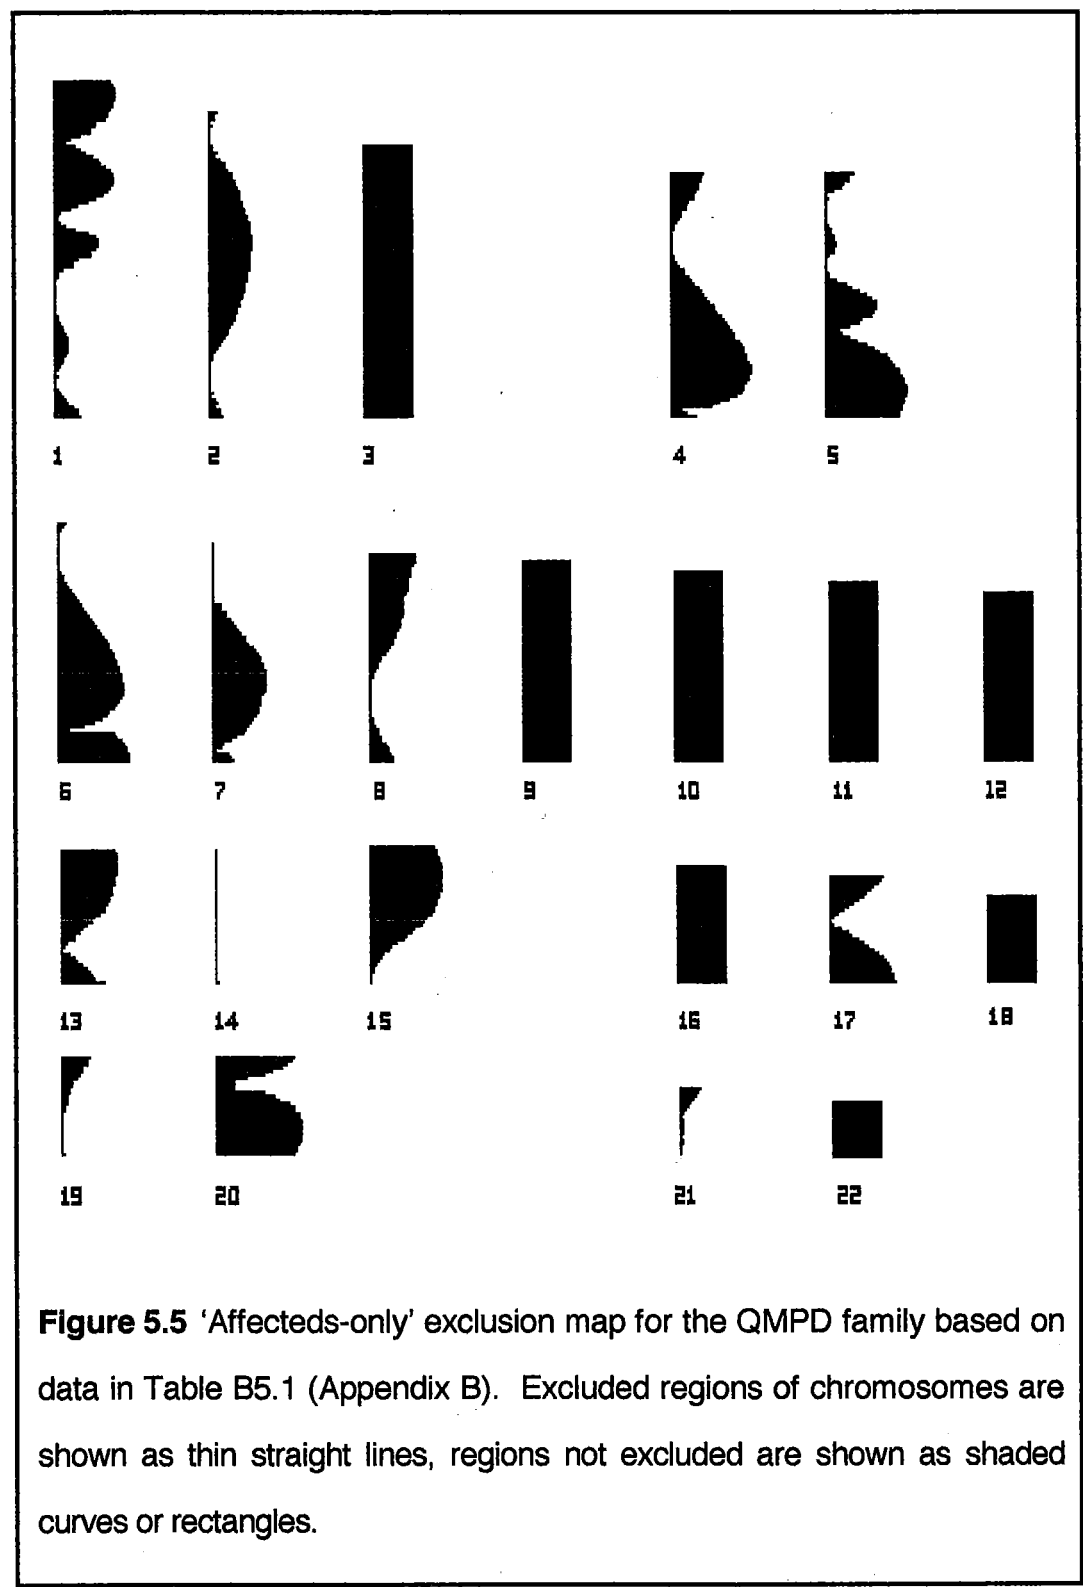 1 2 3 4 5
6 7 8 9 10 11 12
13 14 15 16 17 18
19 20 21 22
Figure 5.5 ‘Affecteds-only’ exclusion map for the QMPD family based on
data in Table B5.1 (Appendix B). Excluded regions of chromosomes are
shown as thin straight lines, regions not excluded are shown as shaded
curves or rectangles.